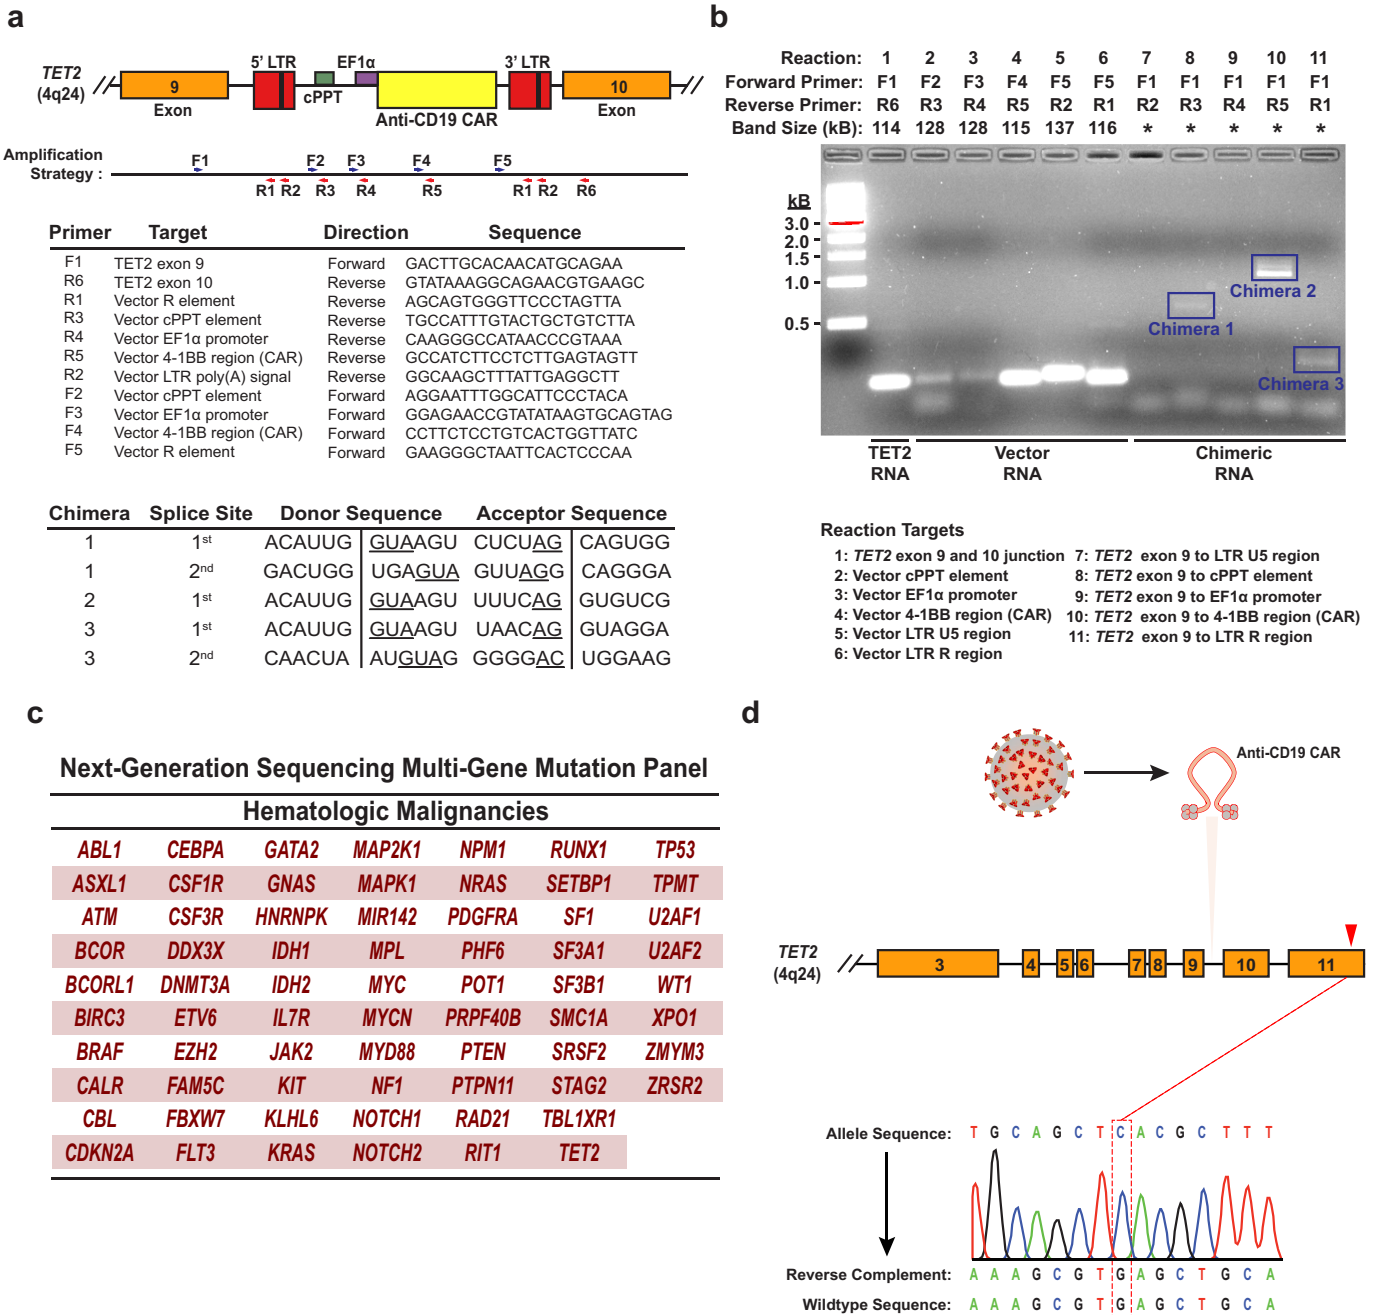 a
TET2
(4q24)
9
Exon
5' LTR
cPPT
EF1α
Anti-CD19 CAR
3' LTR
10
Exon
Amplification
Strategy :
F1 F2 F3 F4 F5
R1 R2 R3 R4 R5 R1 R2 R6
Primer Target Direction Sequence
F1 TET2 exon 9 Forward GACTTGCACAACATGCAGAA
R6 TET2 exon 10 Reverse GTATAAAGGCAGAACGTGAAGC
R1 Vector R element Reverse AGCAGTGGGTTCCCTAGTTA
R3 Vector cPPT element Reverse TGCCATTTGTACTGCTGTCTTA
R4 Vector EF1α promoter Reverse CAAGGGCCATAACCCGTAAA
R5 Vector 4-1BB region (CAR) Reverse GCCATCTTCCTCTTGAGTAGTT
R2 Vector LTR poly(A) signal Reverse GGCAAGCTTTATTGAGGCTT
F2 Vector cPPT element Forward AGGAATTTGGCATTCCCTACA
F3 Vector EF1α promoter Forward GGAGAACCGTATATAAGTGCAGTAG
F4 Vector 4-1BB region (CAR) Forward CCTTCTCCTGTCACTGGTTATC
F5 Vector R element Forward GAAGGGCTAATTCACTCCCAA
Chimera Splice Site Donor Sequence Acceptor Sequence
1 1st ACAUUG GUAAGU CUCUAG CAGUGG
1 2nd GACUGG UGAGUA GUUAGG CAGGGA
2 1st ACAUUG GUAAGU UUUCAG GUGUCG
3 1st ACAUUG GUAAGU UAACAG GUAGGA
3 2nd CAACUA AUGUAG GGGGAC UGGAAG
b
Reaction: 1 2 3 4 5 6 7 8 9 10 11
Forward Primer: F1 F2 F3 F4 F5 F5 F1 F1 F1 F1 F1
Reverse Primer: R6 R3 R4 R5 R2 R1 R2 R3 R4 R5 R1
Band Size (kB): 114 128 128 115 137 116 * * * * *
kB
3.0
2.0
1.5
1.0
0.5
Chimera 2
Chimera 1
Chimera 3
TET2
RNA
Vector
RNA
Chimeric
RNA
Reaction Targets
1: TET2 exon 9 and 10 junction
2: Vector cPPT element
3: Vector EF1α promoter
4: Vector 4-1BB region (CAR)
5: Vector LTR U5 region
6: Vector LTR R region
7: TET2 exon 9 to LTR U5 region
8: TET2 exon 9 to cPPT element
9: TET2 exon 9 to EF1α promoter
10: TET2 exon 9 to 4-1BB region (CAR)
11: TET2 exon 9 to LTR R region
c
Next-Generation Sequencing Multi-Gene Mutation Panel
Hematologic Malignancies
ABL1 CEBPA GATA2 MAP2K1 NPM1 RUNX1 TP53
ASXL1 CSF1R GNAS MAPK1 NRAS SETBP1 TPMT
ATM CSF3R HNRNPK MIR142 PDGFRA SF1 U2AF1
BCOR DDX3X IDH1 MPL PHF6 SF3A1 U2AF2
BCORL1 DNMT3A IDH2 MYC POT1 SF3B1 WT1
BIRC3 ETV6 IL7R MYCN PRPF40B SMC1A XPO1
BRAF EZH2 JAK2 MYD88 PTEN SRSF2 ZMYM3
CALR FAM5C KIT NF1 PTPN11 STAG2 ZRSR2
CBL FBXW7 KLHL6 NOTCH1 RAD21 TBL1XR1
CDKN2A FLT3 KRAS NOTCH2 RIT1 TET2
d
Anti-CD19 CAR
TET2
(4q24)
3 4 5 6 7 8 9 10 11
Allele Sequence: T G C A G C T C A C G C T T T
Reverse Complement: A A A G C G T G A G C T G C A
Wildtype Sequence: A A A G C G T G A G C T G C A